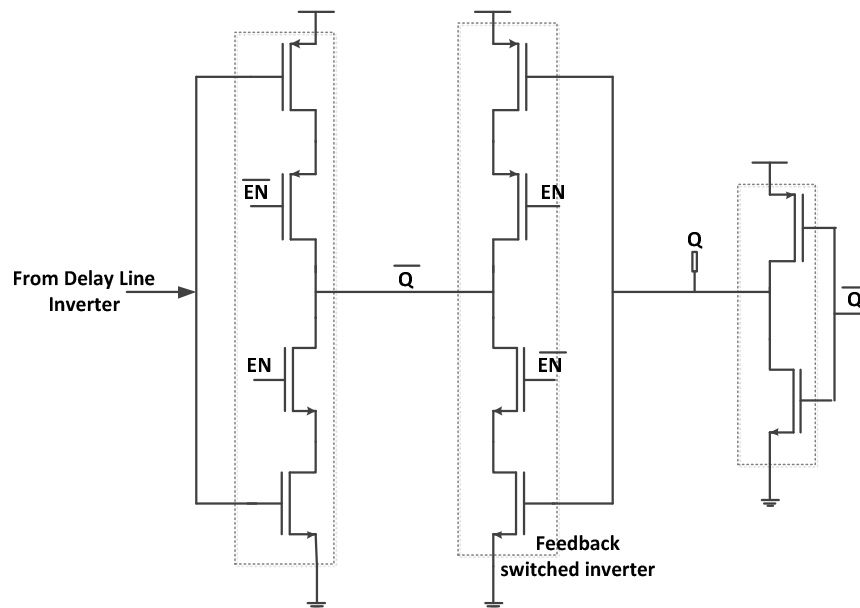 EN
EN
Q
Q
From Delay Line
Inverter
Q
EN
EN
Feedback
switched inverter